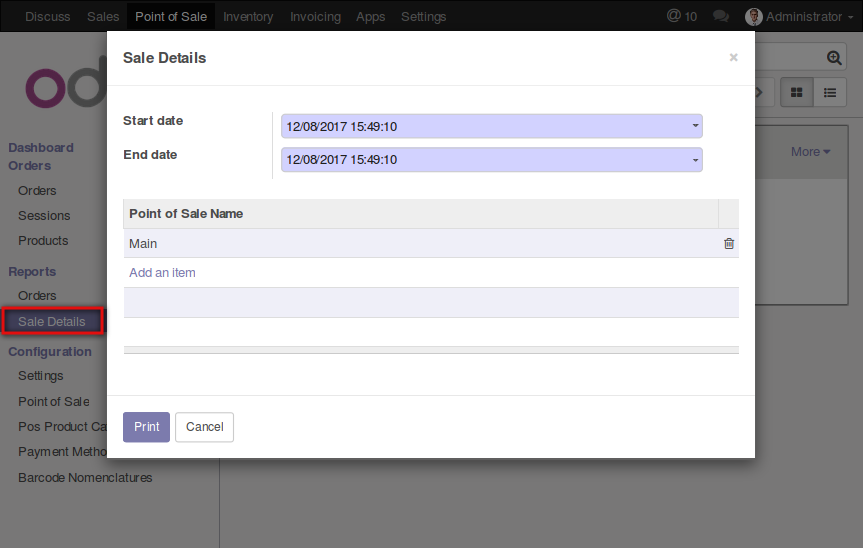 Discuss Sales Point of Sale Inventory Invoicing Apps Settings @ 10 Administrator
Sale Details ×
od
Start date 12/08/2017 15:49:10
End date 12/08/2017 15:49:10
Point of Sale Name
Main
Add an item
Print Cancel
More
Dashboard
Orders
Orders
Sessions
Products
Reports
Orders
Sale Details
Configuration
Settings
Point of Sale
Pos Product Ca
Payment Metho
Barcode Nomenclatures